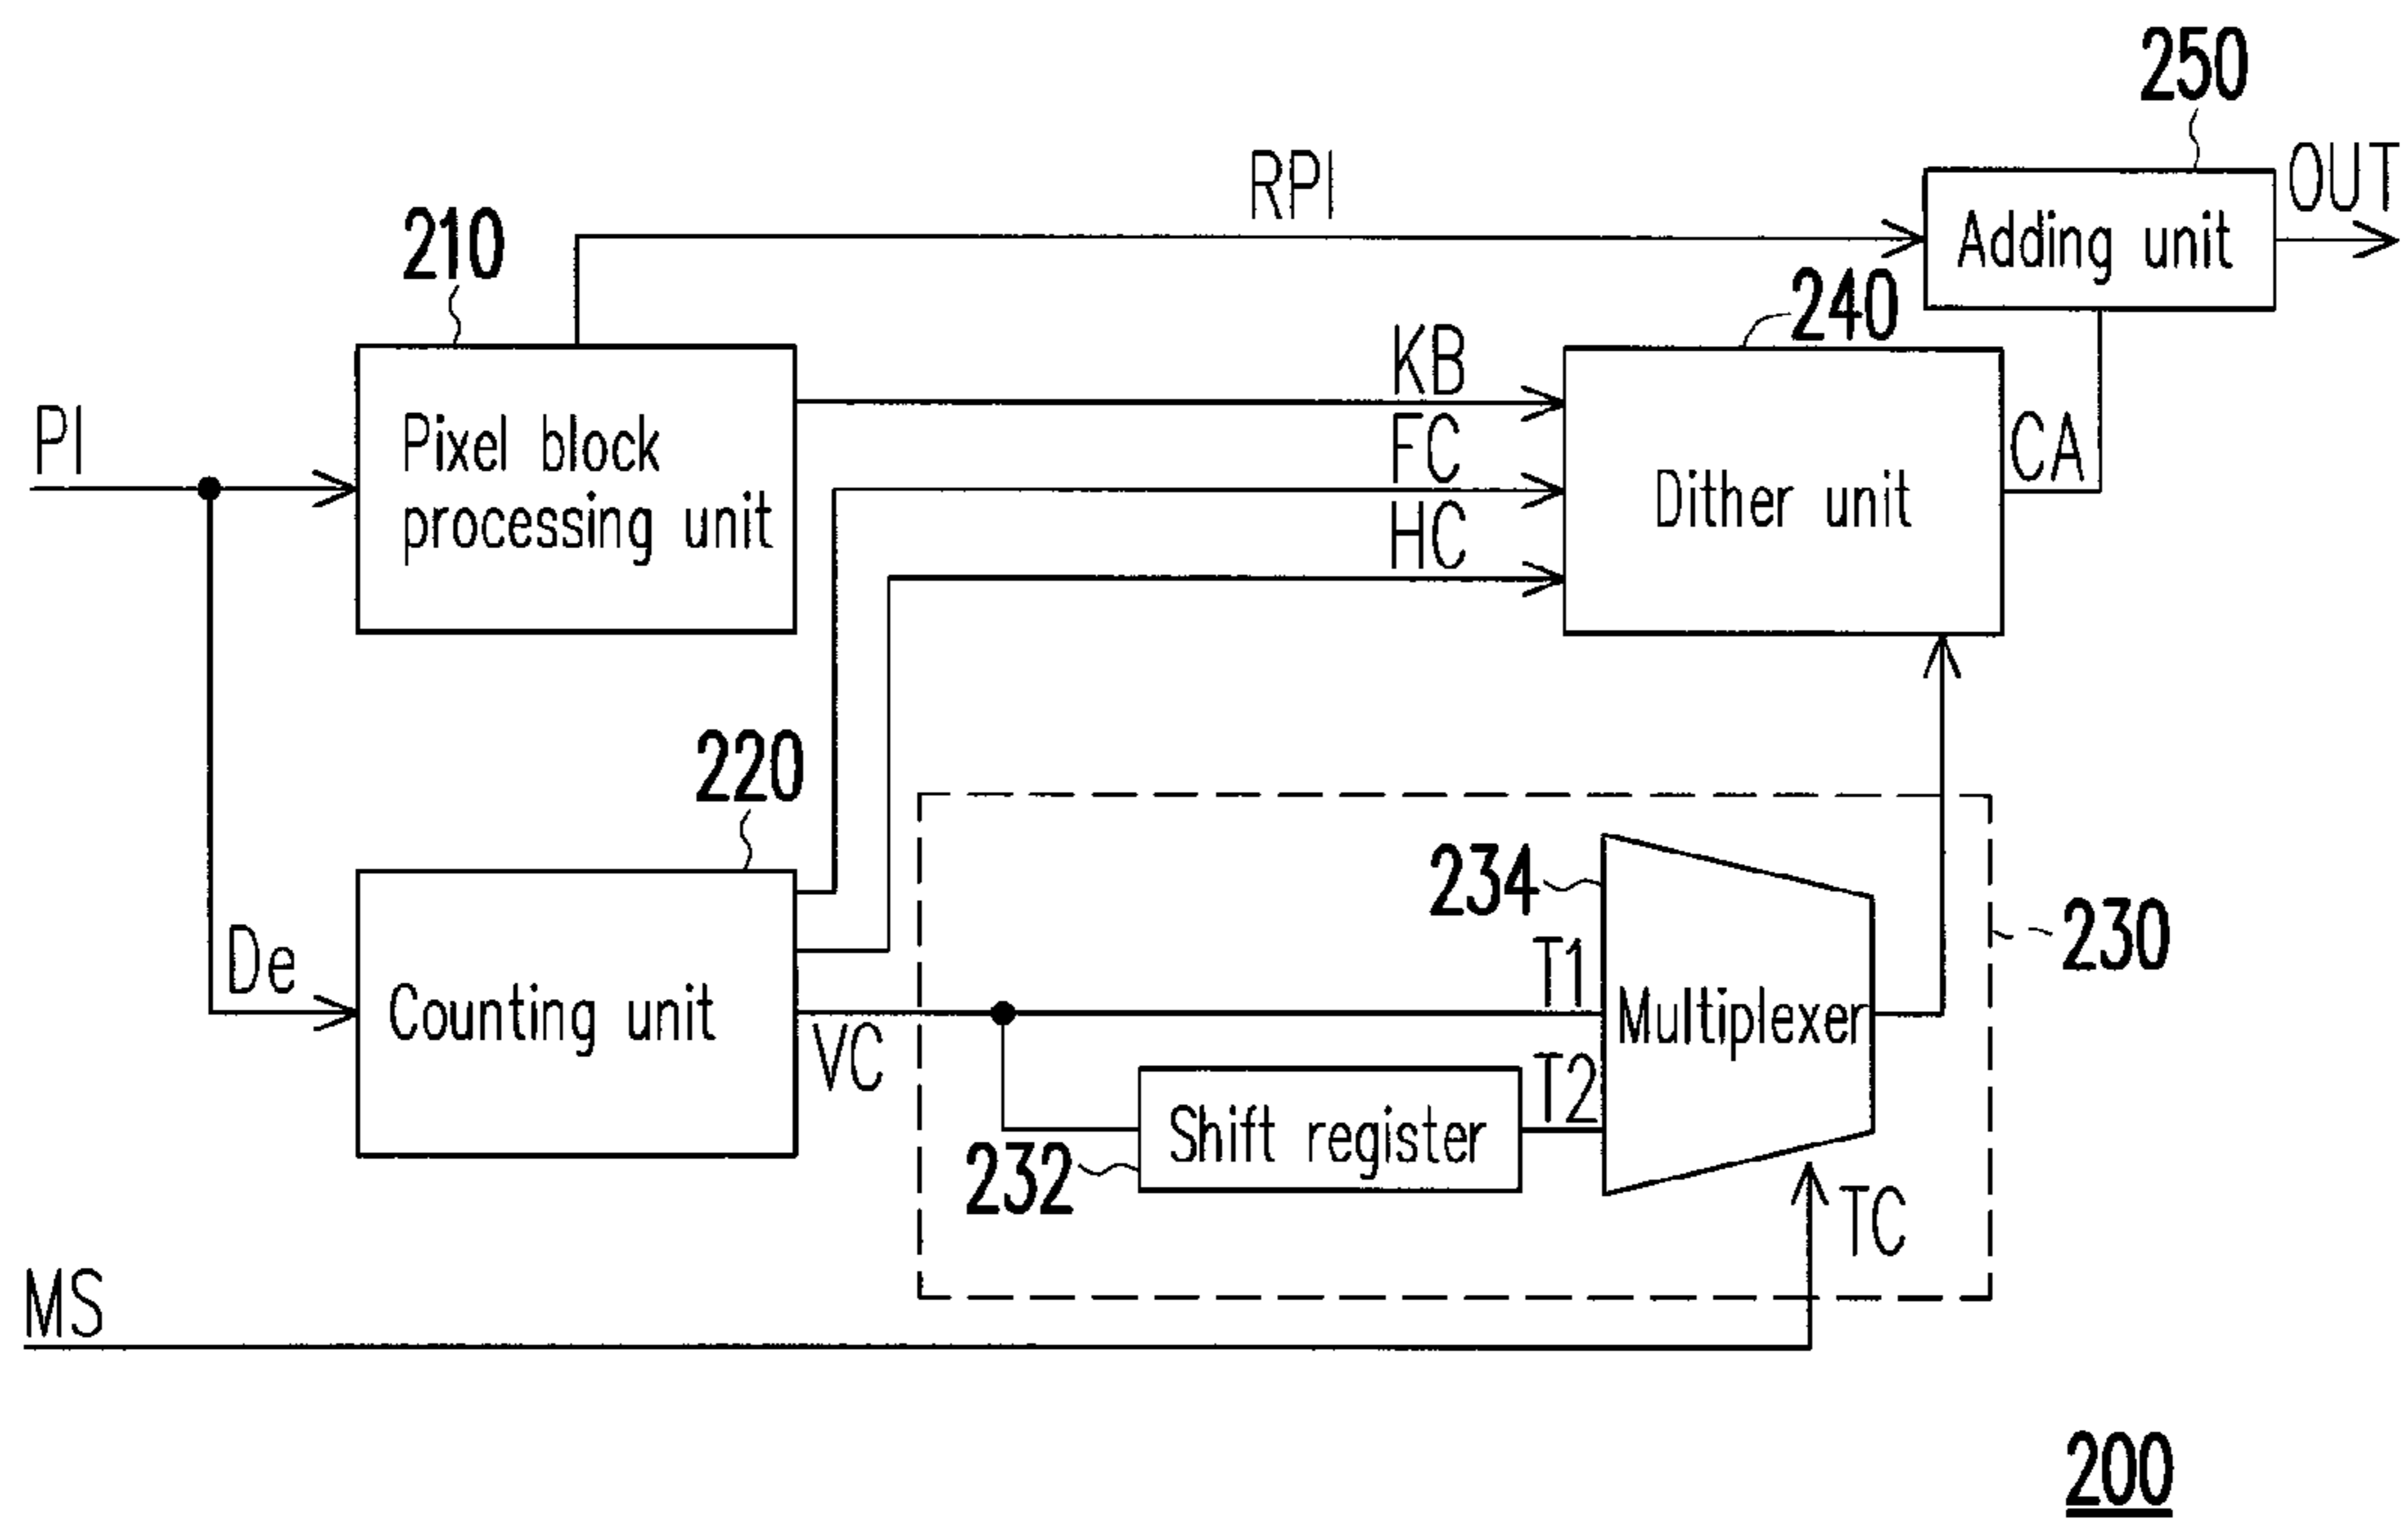 250
RPI
OUT
Adding unit
210
240
KB
PI
FC
CA
Pixel block
processing unit
Dither unit
HC
220
234
230
De
T1
Counting unit
Multiplexer
VC
T2
Shift register
232
TC
MS
200